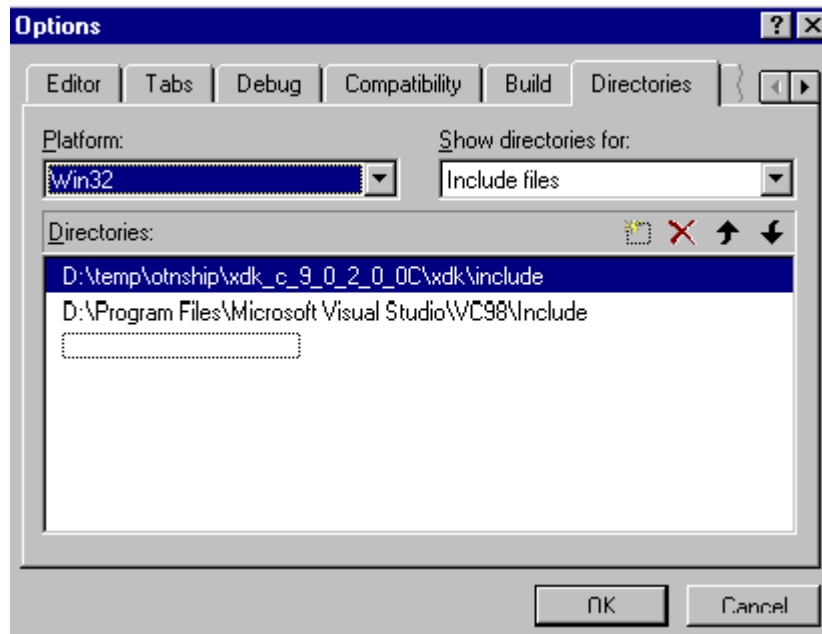 Options
Editor Tabs Debug Compatibility Build Directories
Platform: Show directories for:
Win32 Include files
Directories:
D:\temp\otnship\xdk_c_9_0_2_0_0C\xdk\include
D:\Program Files\Microsoft Visual Studio\VC98\Include
OK Cancel